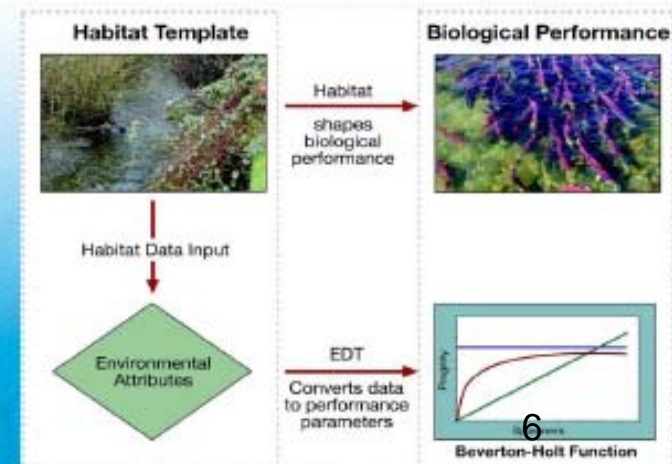 Habitat Template
Biological Performance
Habitat
shapes
biological
performance
Habitat Data Input
Environmental
Attributes
EDT
Converts data
to performance
parameters
Progeny
6
Beverton-Holt Function